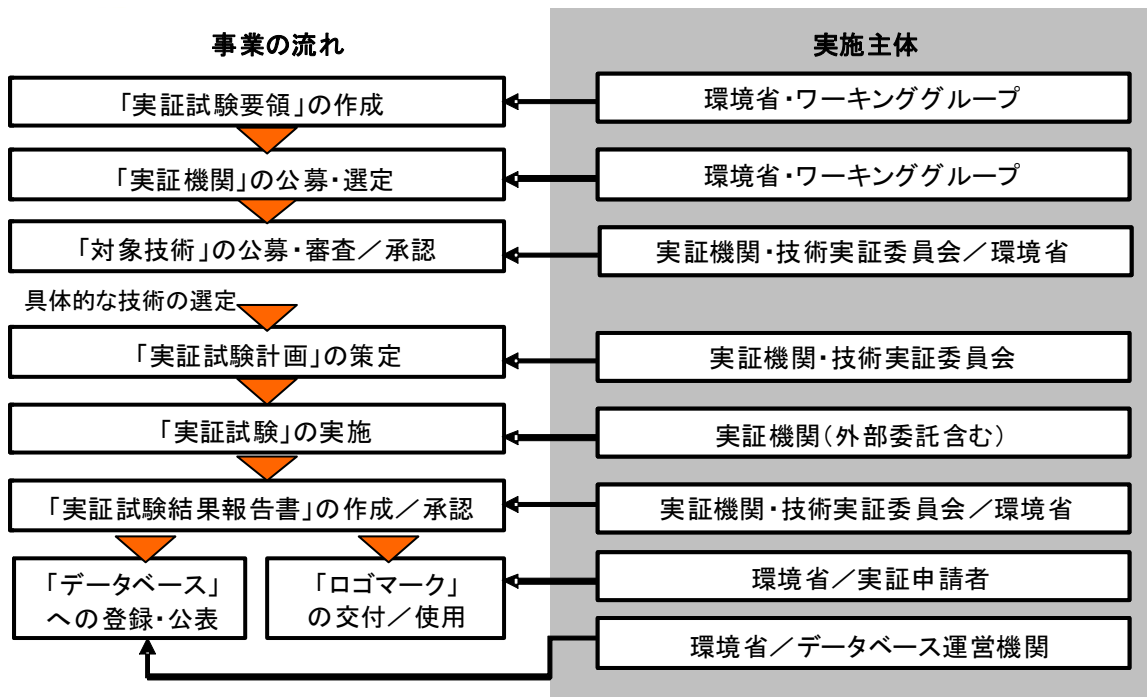 事業の流れ
実施主体
「実証試験要領」の作成
環境省・ワーキンググループ
「実証機関」の公募・選定
環境省・ワーキンググループ
「対象技術」の公募・審査／承認
実証機関・技術実証委員会／環境省
具体的な技術の選定
「実証試験計画」の策定
実証機関・技術実証委員会
「実証試験」の実施
実証機関（外部委託含む）
「実証試験結果報告書」の作成／承認
実証機関・技術実証委員会／環境省
「データベース」
への登録・公表
「ロゴマーク」
の交付／使用
環境省／実証申請者
環境省／データベース運営機関